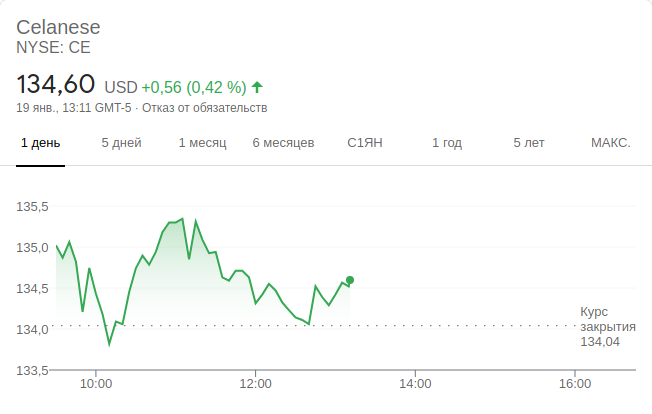 Celanese
NYSE: CE
134,60 USD +0,56 (0,42 %)
19 янв., 13:11 GMT-5 · Отказ от обязательств
1 день 5 дней 1 месяц 6 месяцев С1ЯН 1 год 5 лет МАКС.
135,5
135,0
134,5
134,0
133,5
Курс
закрытия
134,04
10:00 12:00 14:00 16:00